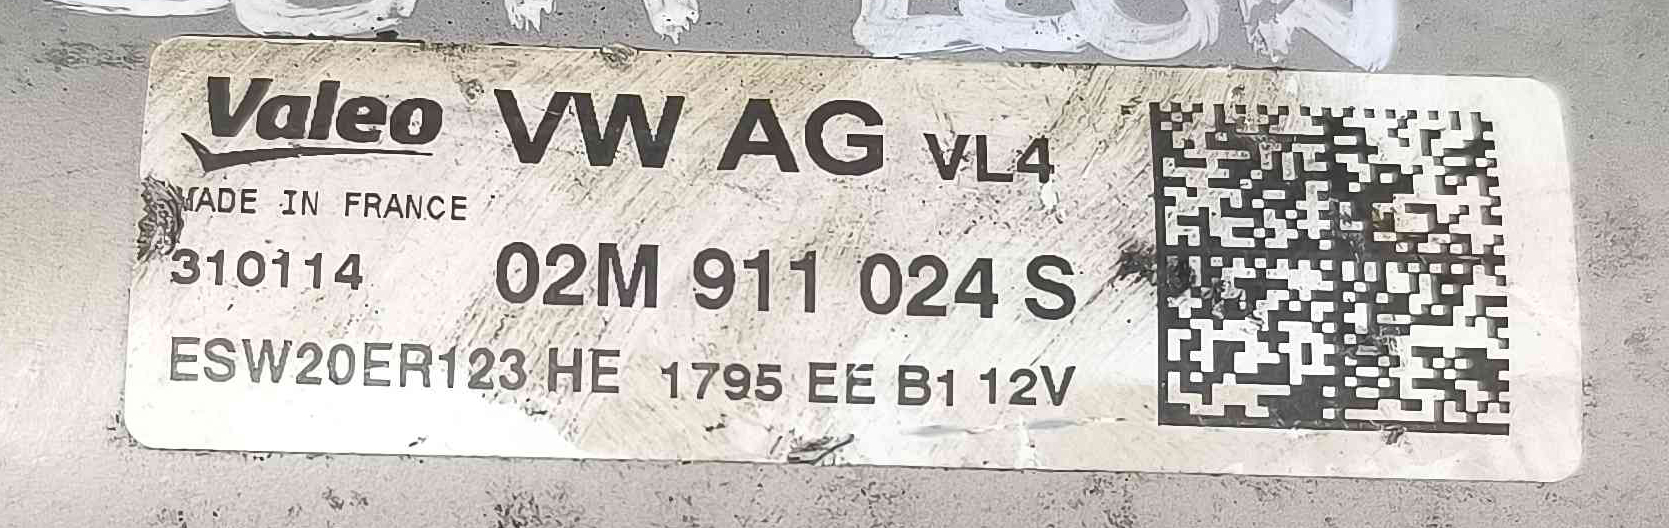 Valeo VW AG VL4
MADE IN FRANCE
310114 02M 911 024 S
ESW20ER123 HE 1795 EE B1 12V